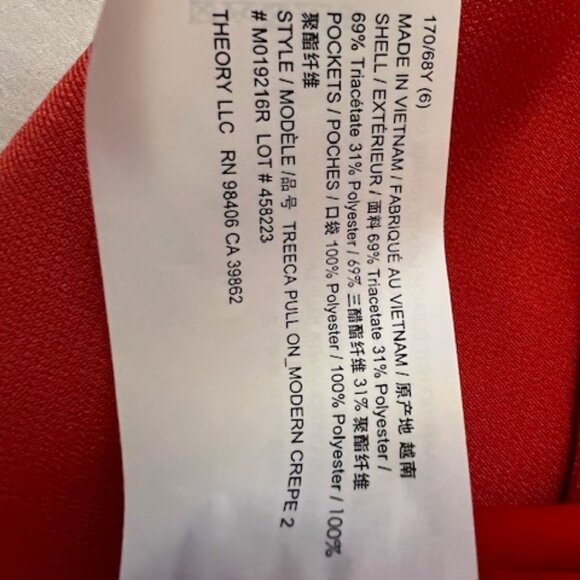 170/68Y (6)
MADE IN VIETNAM / FABRIQUÉ AU VIETNAM / 原产地 越南
SHELL / EXTÉRIEUR / 面料 69% Triacetate 31% Polyester /
69% Triacétate 31% Polyester / 69% 三醋酯纤维 31% 聚酯纤维
POCKETS / POCHES / 口袋 100% Polyester / 100% Polyester / 100%
聚酯纤维
STYLE / MODÈLE /品号 TREECA PULL ON_MODERN CREPE 2
# M019216R LOT # 458223
THEORY LLC RN 98406 CA 39862